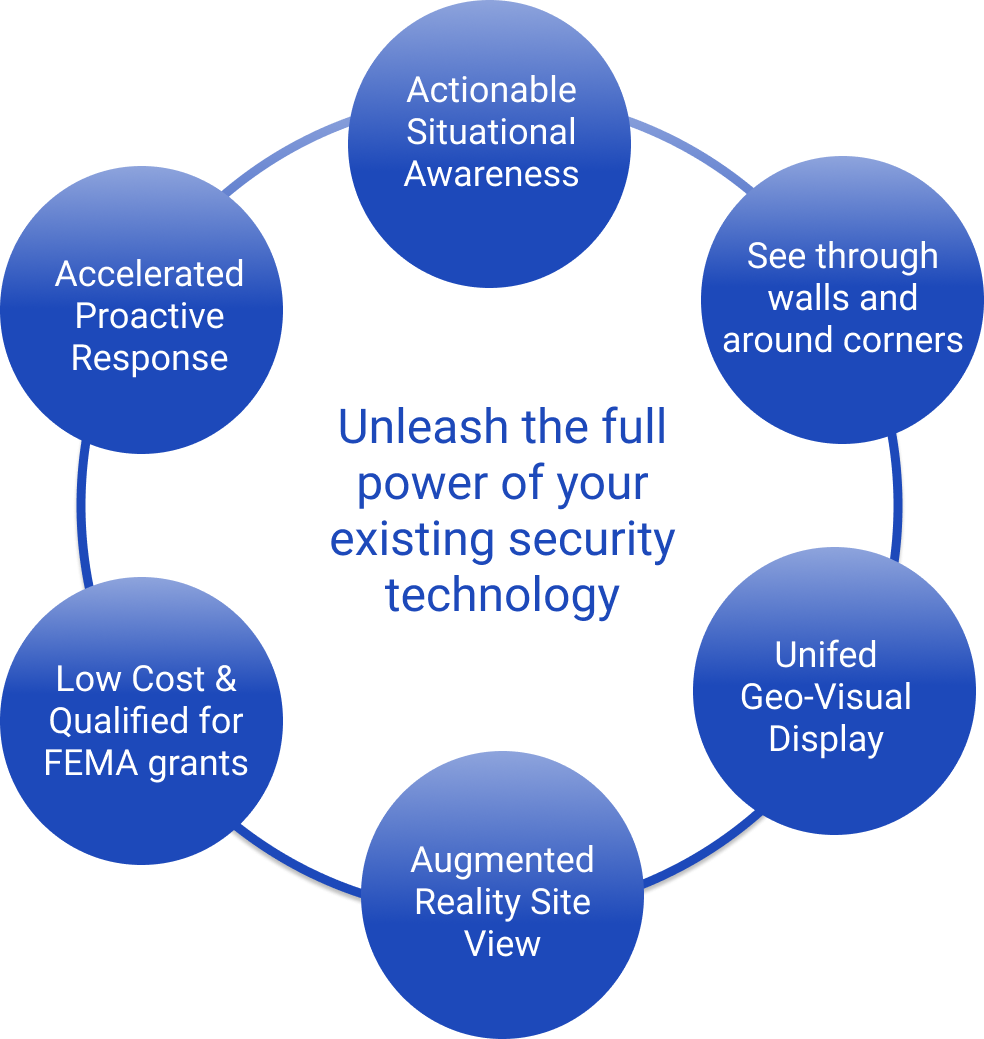 Actionable
Situational
Awareness
See through
walls and
around corners
Unifed
Geo-Visual
Display
Augmented
Reality Site
View
Low Cost &
Qualified for
FEMA grants
Accelerated
Proactive
Response
Unleash the full
power of your
existing security
technology